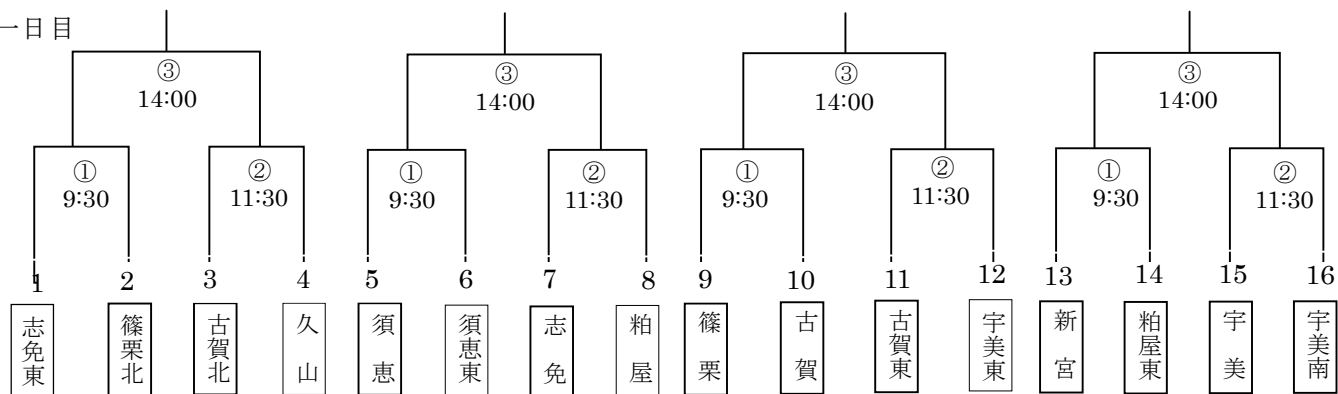 一日目
③ ③ ③ ③
14:00 14:00 14:00 14:00
① ② ① ② ① ② ① ②
9:30 11:30 9:30 11:30 9:30 11:30 9:30 11:30
1 2 3 4 5 6 7 8 9 10 11 12 13 14 15 16
志免東
篠栗北
古賀北
久山
須恵
須恵東
志免
粕屋
篠栗
古賀
古賀東
宇美東
新宮
粕屋東
宇美
宇美南